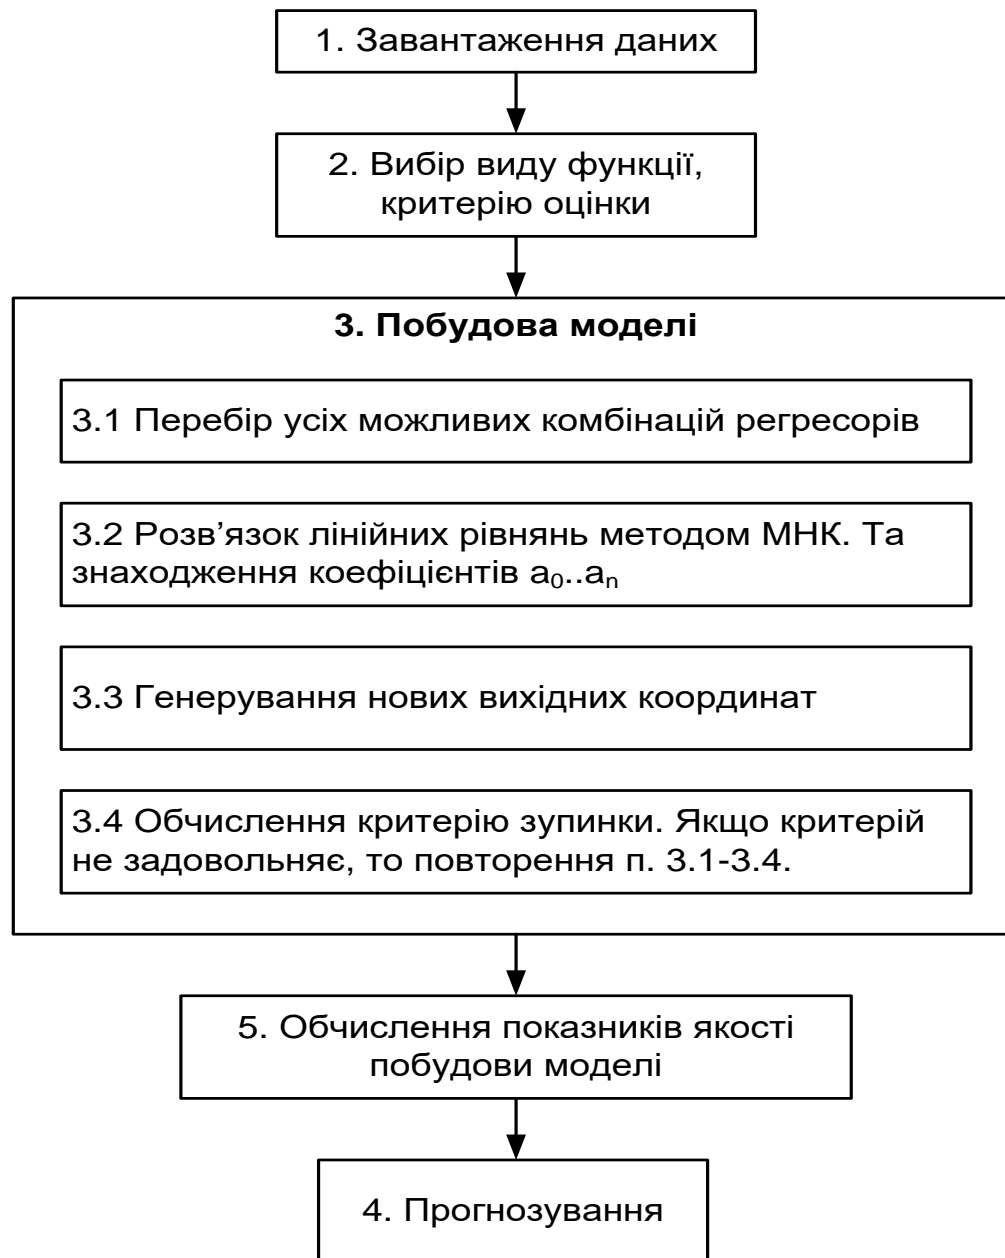 1. Завантаження даних
2. Вибір виду функції,
критерію оцінки
3. Побудова моделі
3.1 Перебір усіх можливих комбінацій регресорів
3.2 Розв’язок лінійних рівнянь методом МНК. Та
знаходження коефіцієнтів a₀..aₙ
3.3 Генерування нових вихідних координат
3.4 Обчислення критерію зупинки. Якщо критерій
не задовольняє, то повторення п. 3.1-3.4.
5. Обчислення показників якості
побудови моделі
4. Прогнозування